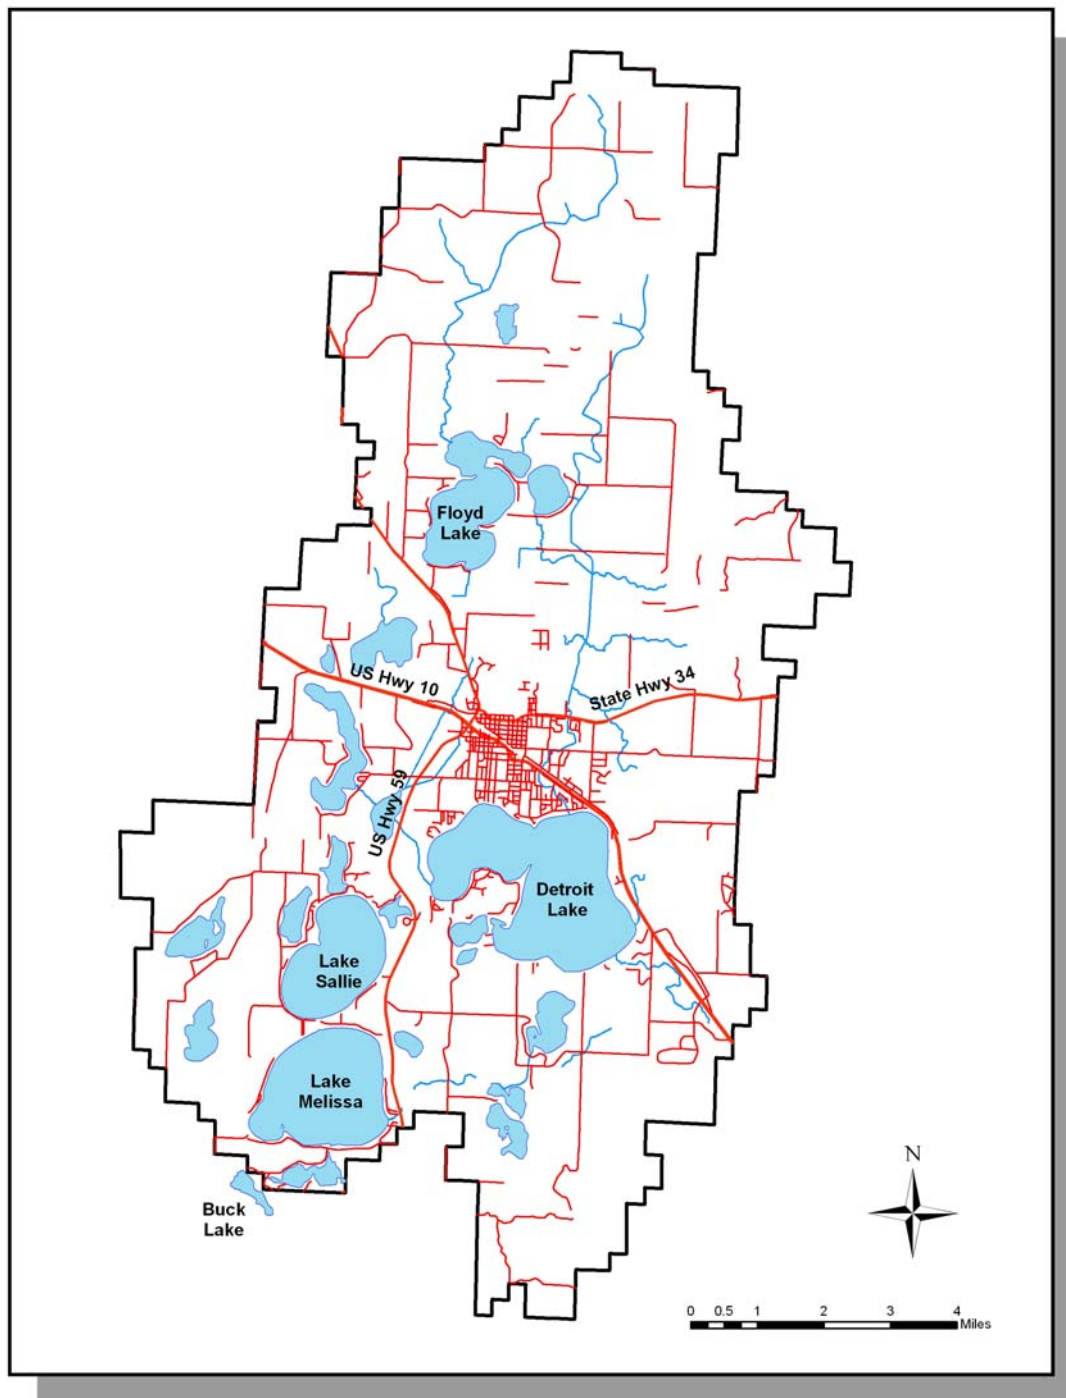 Floyd
Lake
US Hwy 10
State Hwy 34
US Hwy 59
Detroit
Lake
Lake
Sallie
Lake
Melissa
Buck
Lake
N
0 0.5 1 2 3 4
Miles